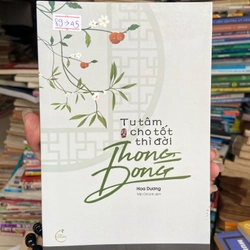 Tu tâm
cho tốt
thì đời
Thong
Dong
Hoa Dương